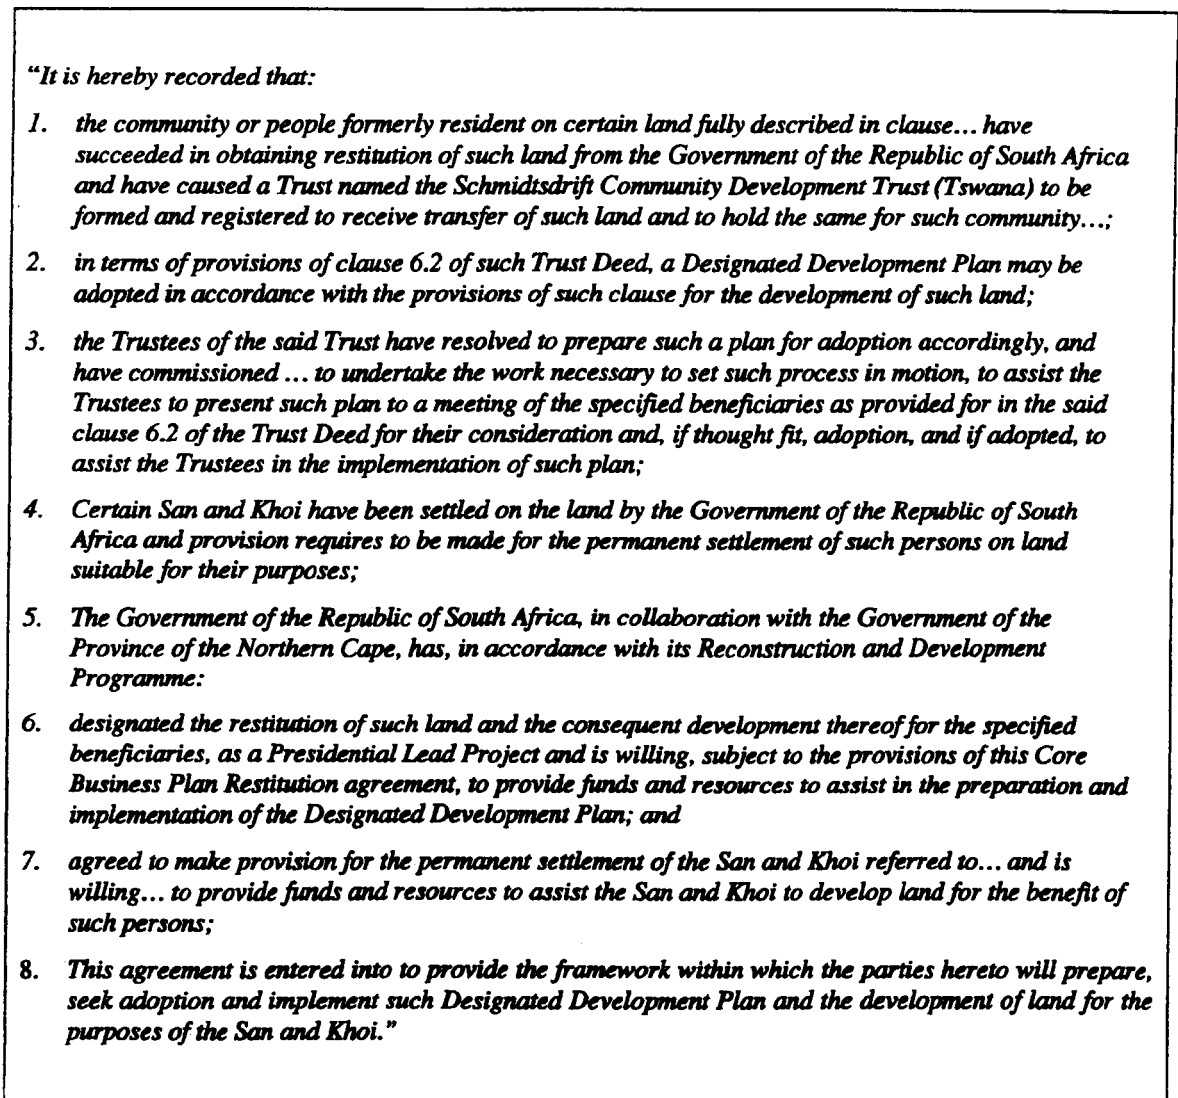 “It is hereby recorded that:
1. the community or people formerly resident on certain land fully described in clause... have
succeeded in obtaining restitution of such land from the Government of the Republic of South Africa
and have caused a Trust named the Schmidtsdrift Community Development Trust (Tswana) to be
formed and registered to receive transfer of such land and to hold the same for such community...;
2. in terms of provisions of clause 6.2 of such Trust Deed, a Designated Development Plan may be
adopted in accordance with the provisions of such clause for the development of such land;
3. the Trustees of the said Trust have resolved to prepare such a plan for adoption accordingly, and
have commissioned ... to undertake the work necessary to set such process in motion, to assist the
Trustees to present such plan to a meeting of the specified beneficiaries as provided for in the said
clause 6.2 of the Trust Deed for their consideration and, if thought fit, adoption, and if adopted, to
assist the Trustees in the implementation of such plan;
4. Certain San and Khoi have been settled on the land by the Government of the Republic of South
Africa and provision requires to be made for the permanent settlement of such persons on land
suitable for their purposes;
5. The Government of the Republic of South Africa, in collaboration with the Government of the
Province of the Northern Cape, has, in accordance with its Reconstruction and Development
Programme:
6. designated the restitution of such land and the consequent development thereof for the specified
beneficiaries, as a Presidential Lead Project and is willing, subject to the provisions of this Core
Business Plan Restitution agreement, to provide funds and resources to assist in the preparation and
implementation of the Designated Development Plan; and
7. agreed to make provision for the permanent settlement of the San and Khoi referred to... and is
willing... to provide funds and resources to assist the San and Khoi to develop land for the benefit of
such persons;
8. This agreement is entered into to provide the framework within which the parties hereto will prepare,
seek adoption and implement such Designated Development Plan and the development of land for the
purposes of the San and Khoi.”